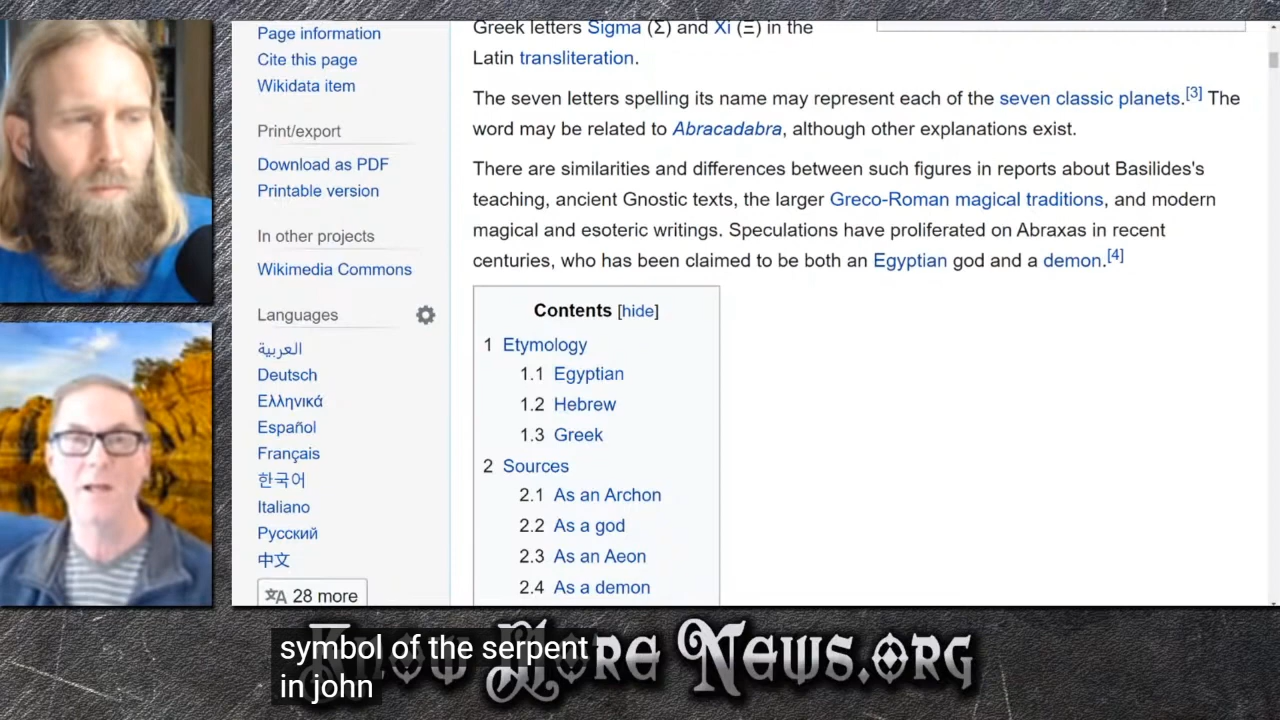 Page information
Cite this page
Wikidata item
Print/export
Download as PDF
Printable version
In other projects
Wikimedia Commons
Languages
العربية
Deutsch
Ελληνικά
Español
Français
한국어
Italiano
Русский
中文
28 more
Greek letters Sigma (Σ) and Xi (Ξ) in the
Latin transliteration.
The seven letters spelling its name may represent each of the seven classic planets.[3] The
word may be related to Abracadabra, although other explanations exist.
There are similarities and differences between such figures in reports about Basilides's
teaching, ancient Gnostic texts, the larger Greco-Roman magical traditions, and modern
magical and esoteric writings. Speculations have proliferated on Abraxas in recent
centuries, who has been claimed to be both an Egyptian god and a demon.[4]
Contents [hide]
1 Etymology
1.1 Egyptian
1.2 Hebrew
1.3 Greek
2 Sources
2.1 As an Archon
2.2 As a god
2.3 As an Aeon
2.4 As a demon
Know More News.org
symbol of the serpent
in john